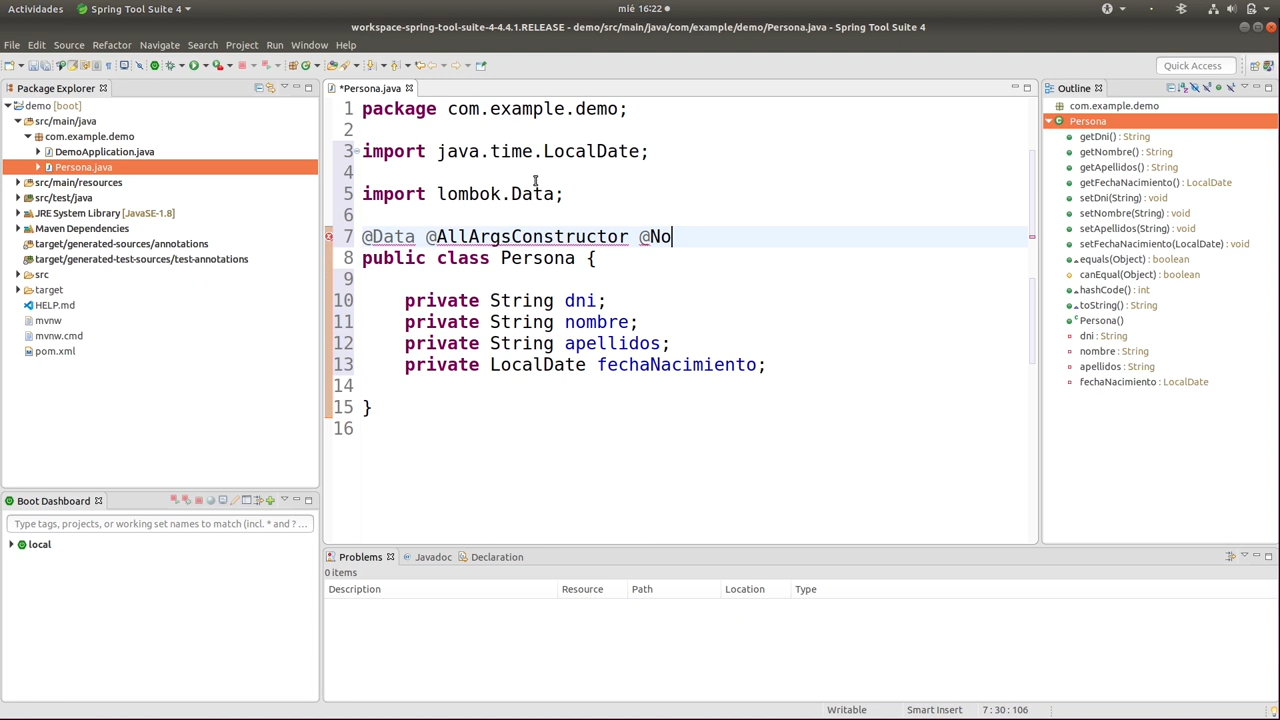 Actividades
Spring Tool Suite 4
mié 16:22
workspace-spring-tool-suite-4-4.4.1.RELEASE - demo/src/main/java/com/example/demo/Persona.java - Spring Tool Suite 4
File Edit Source Refactor Navigate Search Project Run Window Help
Quick Access
Package Explorer
demo [boot]
src/main/java
com.example.demo
DemoApplication.java
Persona.java
src/main/resources
src/test/java
JRE System Library [JavaSE-1.8]
Maven Dependencies
target/generated-sources/annotations
target/generated-test-sources/test-annotations
src
target
HELP.md
mvnw
mvnw.cmd
pom.xml
Boot Dashboard
Type tags, projects, or working set names to match (incl. * and ? ...
local
*Persona.java
1 package com.example.demo;
2
3 import java.time.LocalDate;
4
5 import lombok.Data;
6
7 @Data @AllArgsConstructor @No
8 public class Persona {
9
10 private String dni;
11 private String nombre;
12 private String apellidos;
13 private LocalDate fechaNacimiento;
14
15 }
16
Outline
com.example.demo
Persona
getDni() : String
getNombre() : String
getApellidos() : String
getFechaNacimiento() : LocalDate
setDni(String) : void
setNombre(String) : void
setApellidos(String) : void
setFechaNacimiento(LocalDate) : void
equals(Object) : boolean
canEqual(Object) : boolean
hashCode() : int
toString() : String
Persona()
dni : String
nombre : String
apellidos : String
fechaNacimiento : LocalDate
Problems Javadoc Declaration
0 items
Description Resource Path Location Type
Writable Smart Insert 7 : 30 : 106